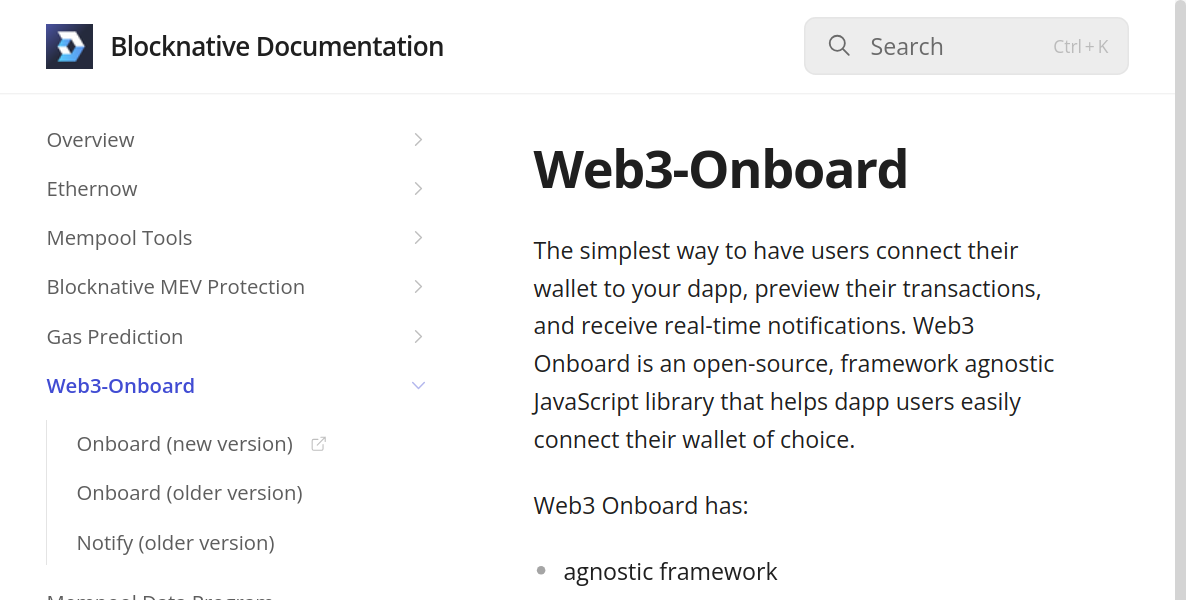 Blocknative Documentation
Search
Ctrl + K
Overview
Ethernow
Mempool Tools
Blocknative MEV Protection
Gas Prediction
Web3-Onboard
Onboard (new version)
Onboard (older version)
Notify (older version)
Mempool Data Program
Web3-Onboard
The simplest way to have users connect their
wallet to your dapp, preview their transactions,
and receive real-time notifications. Web3
Onboard is an open-source, framework agnostic
JavaScript library that helps dapp users easily
connect their wallet of choice.
Web3 Onboard has:
agnostic framework